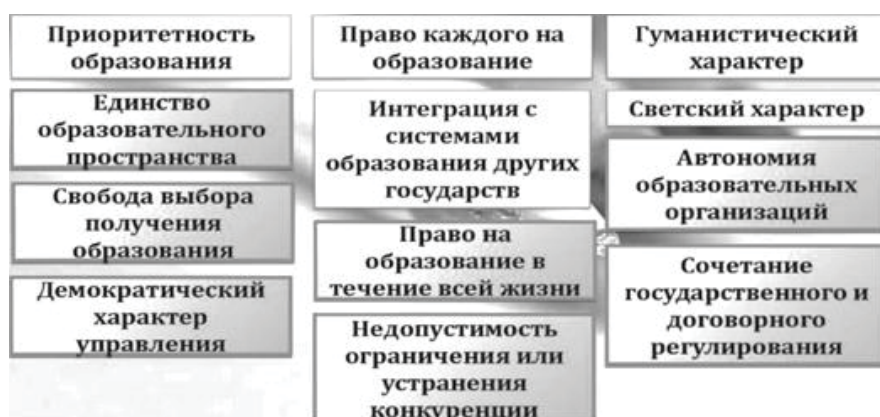 Приоритетность
образования
Единство
образовательного
пространства
Свобода выбора
получения
образования
Демократический
характер
управления
Право каждого на
образование
Интеграция с
системами
образования других
государств
Право на
образование в
течение всей жизни
Недопустимость
ограничения или
устранения
конкуренции
Гуманистический
характер
Светский характер
Автономия
образовательных
организаций
Сочетание
государственного и
договорного
регулирования